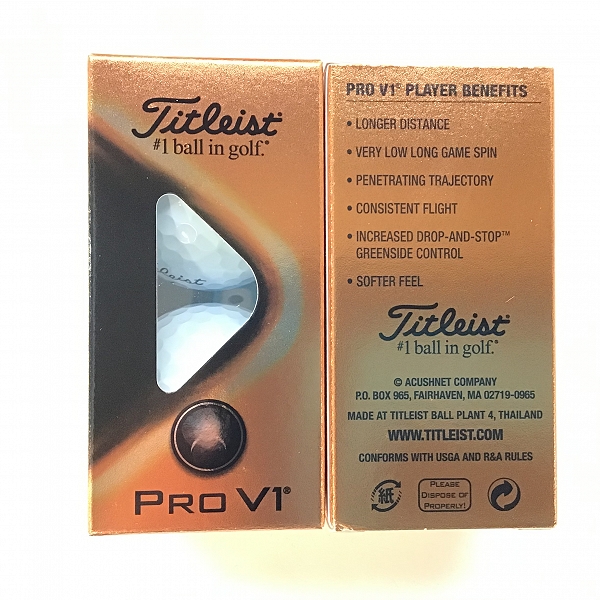 Titleist®
#1 ball in golf.®
leist
PRO V1®
PRO V1® PLAYER BENEFITS
• LONGER DISTANCE
• VERY LOW LONG GAME SPIN
• PENETRATING TRAJECTORY
• CONSISTENT FLIGHT
• INCREASED DROP-AND-STOP™
GREENSIDE CONTROL
• SOFTER FEEL
Titleist®
#1 ball in golf.®
© ACUSHNET COMPANY
P.O. BOX 965, FAIRHAVEN, MA 02719-0965
MADE AT TITLEIST BALL PLANT 4, THAILAND
WWW.TITLEIST.COM
CONFORMS WITH USGA AND R&A RULES
紙
PLEASE
DISPOSE OF
PROPERLY!